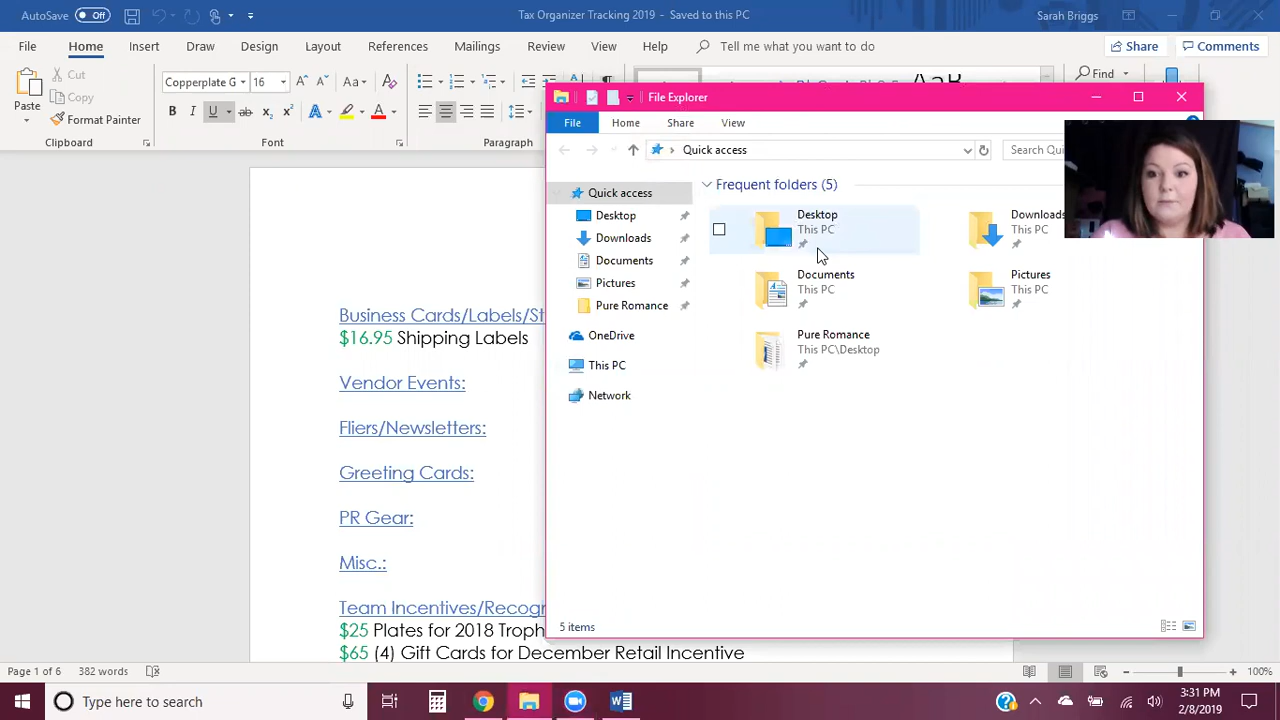 AutoSave Off
Tax Organizer Tracking 2019 - Saved to this PC
Sarah Briggs
File Home Insert Draw Design Layout References Mailings Review View Help Tell me what you want to do Share Comments
Cut
Copy
Format Painter
Paste
Clipboard
Copperplate G 16
Aa
B I U ab x₂ x² A A
Font
Paragraph
Find
File Explorer
File Home Share View
Quick access
Search Qui
Quick access
Desktop
Downloads
Documents
Pictures
Pure Romance
OneDrive
This PC
Network
Frequent folders (5)
Desktop
This PC
Downloads
This PC
Documents
This PC
Pictures
This PC
Pure Romance
This PC\Desktop
5 items
Business Cards/Labels/St
$16.95 Shipping Labels
Vendor Events:
Fliers/Newsletters:
Greeting Cards:
PR Gear:
Misc.:
Team Incentives/Recogn
$25 Plates for 2018 Troph
$65 (4) Gift Cards for December Retail Incentive
Page 1 of 6 382 words
100%
Type here to search
3:31 PM
2/8/2019